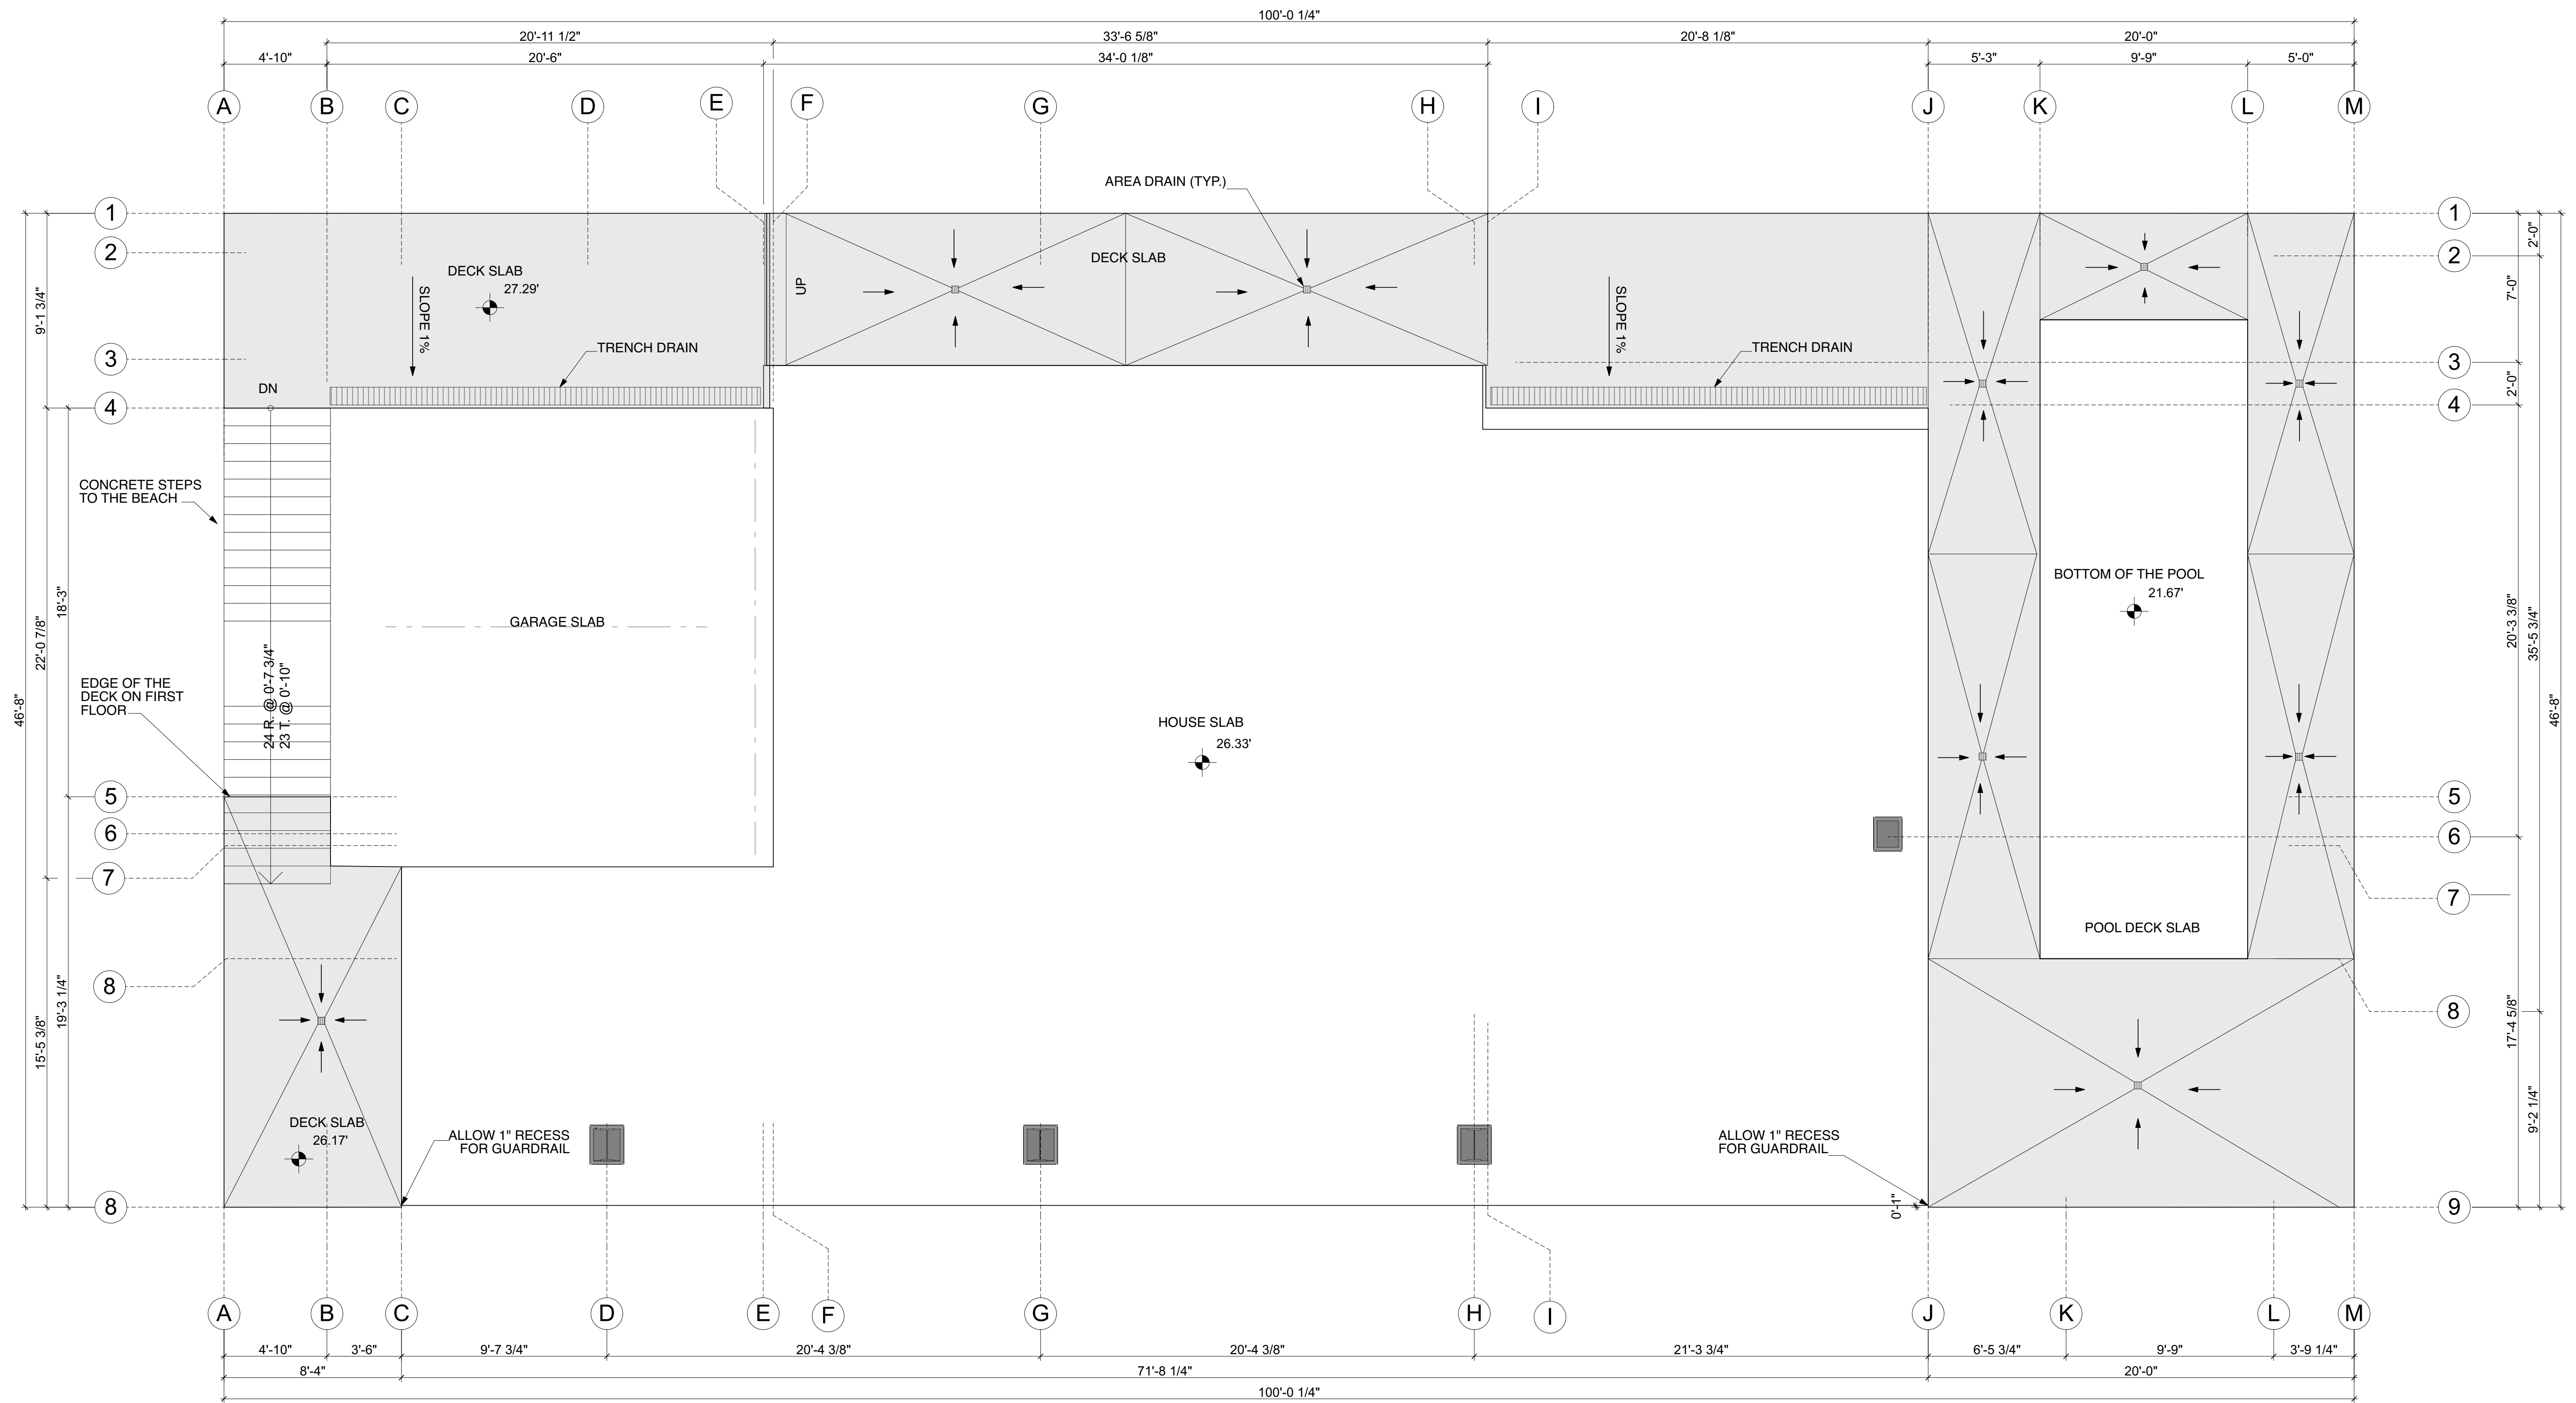 100'-0 1/4"
20'-11 1/2"
33'-6 5/8"
20'-8 1/8"
20'-0"
4'-10"
20'-6"
34'-0 1/8"
5'-3"
9'-9"
5'-0"
A
B
C
D
E
F
G
H
I
J
K
L
M
AREA DRAIN (TYP.)
1
1
2
2
2'-0"
DECK SLAB
27.29'
DECK SLAB
UP
SLOPE 1%
SLOPE 1%
9'-1 3/4"
7'-0"
TRENCH DRAIN
TRENCH DRAIN
3
3
DN
2'-0"
4
4
CONCRETE STEPS
TO THE BEACH
18'-3"
22'-0 7/8"
46'-8"
GARAGE SLAB
BOTTOM OF THE POOL
21.67'
20'-3 3/8"
35'-5 3/4"
46'-8"
24 R. @ 0'-7 3/4"
23 T. @ 0'-10"
EDGE OF THE
DECK ON FIRST
FLOOR
HOUSE SLAB
26.33'
5
5
6
6
7
7
POOL DECK SLAB
8
8
19'-3 1/4"
15'-5 3/8"
17'-4 5/8"
9'-2 1/4"
DECK SLAB
26.17'
ALLOW 1" RECESS
FOR GUARDRAIL
ALLOW 1" RECESS
FOR GUARDRAIL
0'-1"
8
9
A
B
C
D
E
F
G
H
I
J
K
L
M
4'-10"
3'-6"
9'-7 3/4"
20'-4 3/8"
20'-4 3/8"
21'-3 3/4"
6'-5 3/4"
9'-9"
3'-9 1/4"
8'-4"
71'-8 1/4"
20'-0"
100'-0 1/4"